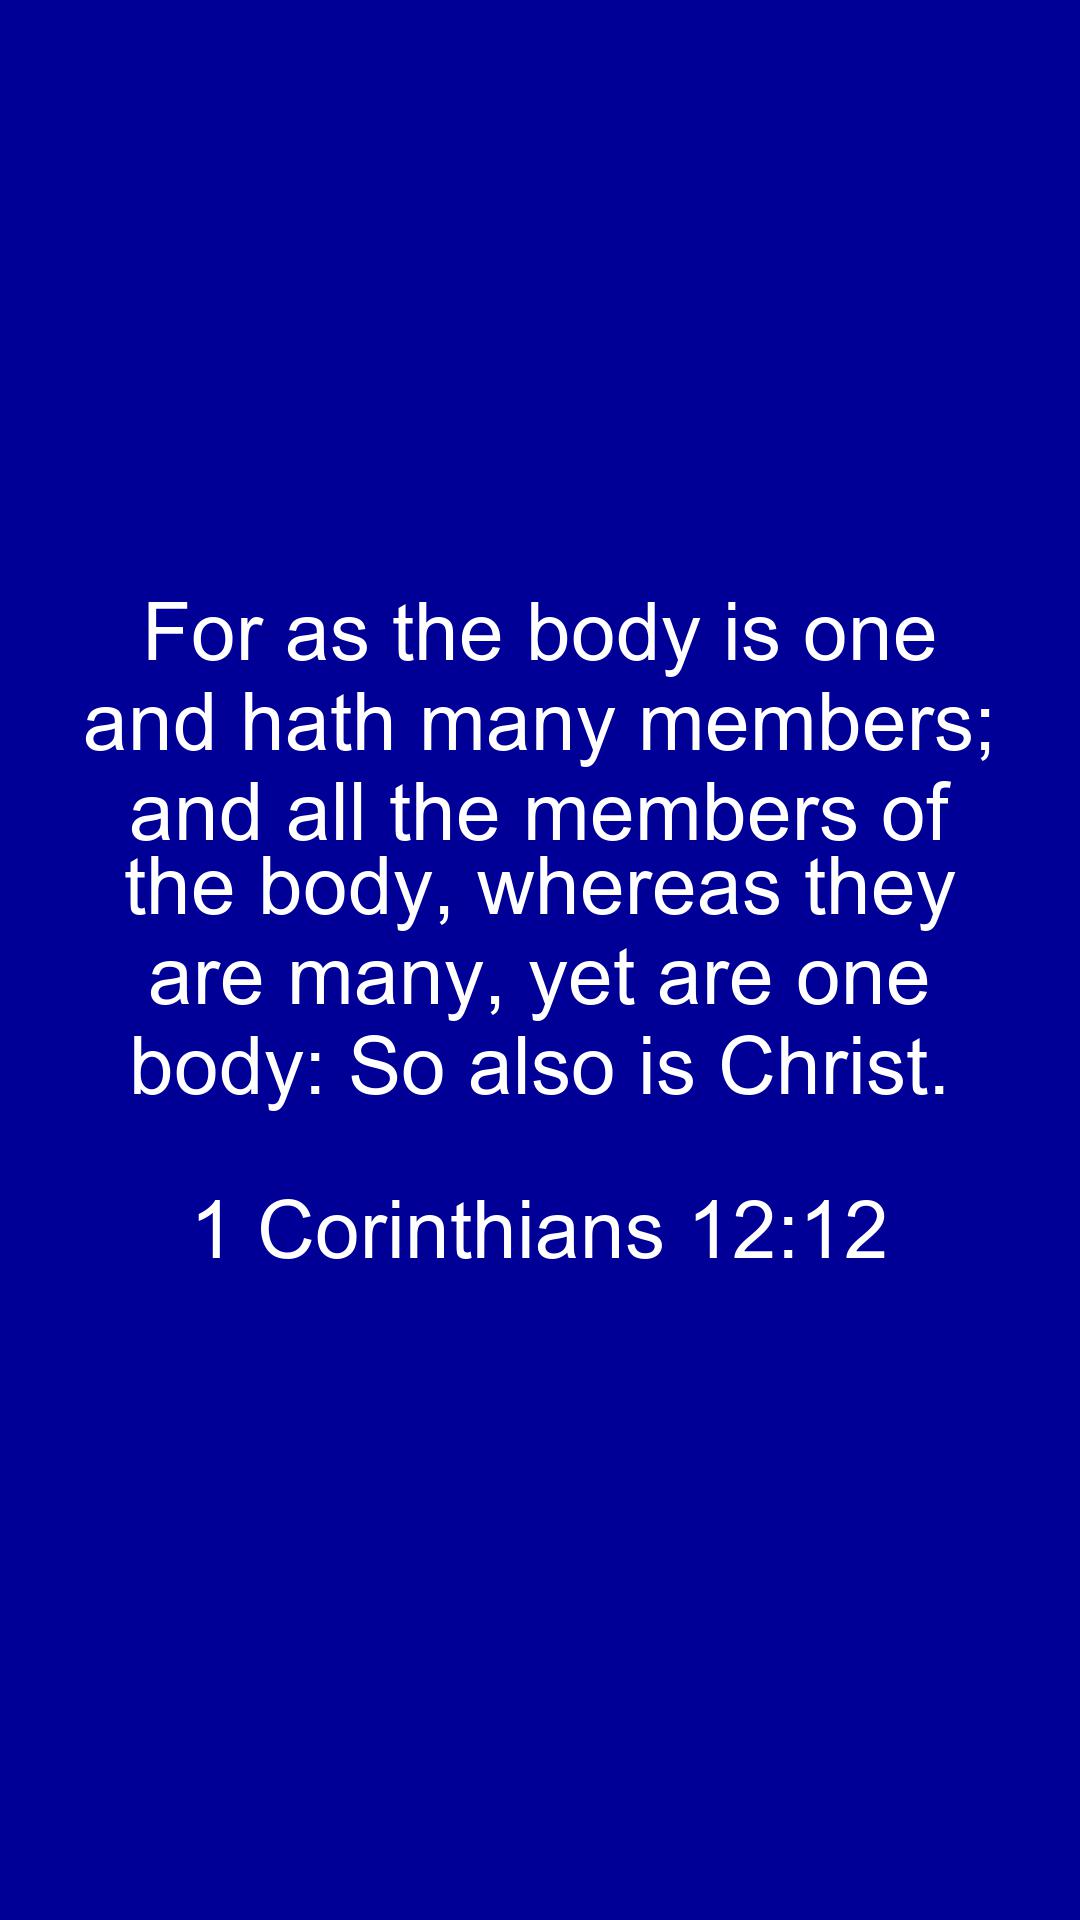 For as the body is one
and hath many members;
and all the members of
the body, whereas they
are many, yet are one
body: So also is Christ.
1 Corinthians 12:12